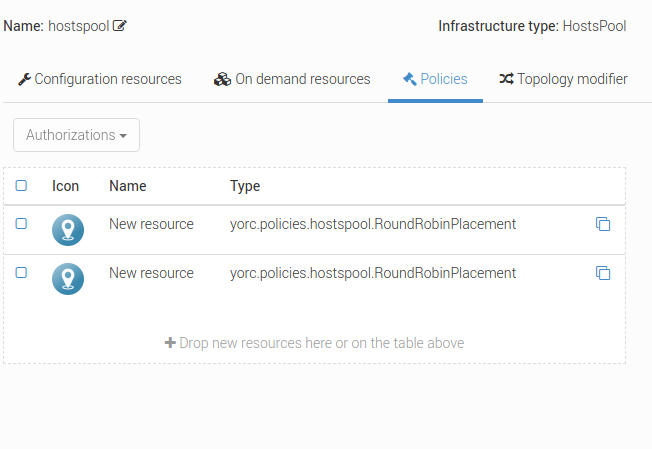 Name: hostspool Infrastructure type: HostsPool
Configuration resources On demand resources Policies Topology modifier
Authorizations
Icon Name Type
New resource yorc.policies.hostspool.RoundRobinPlacement
New resource yorc.policies.hostspool.RoundRobinPlacement
Drop new resources here or on the table above